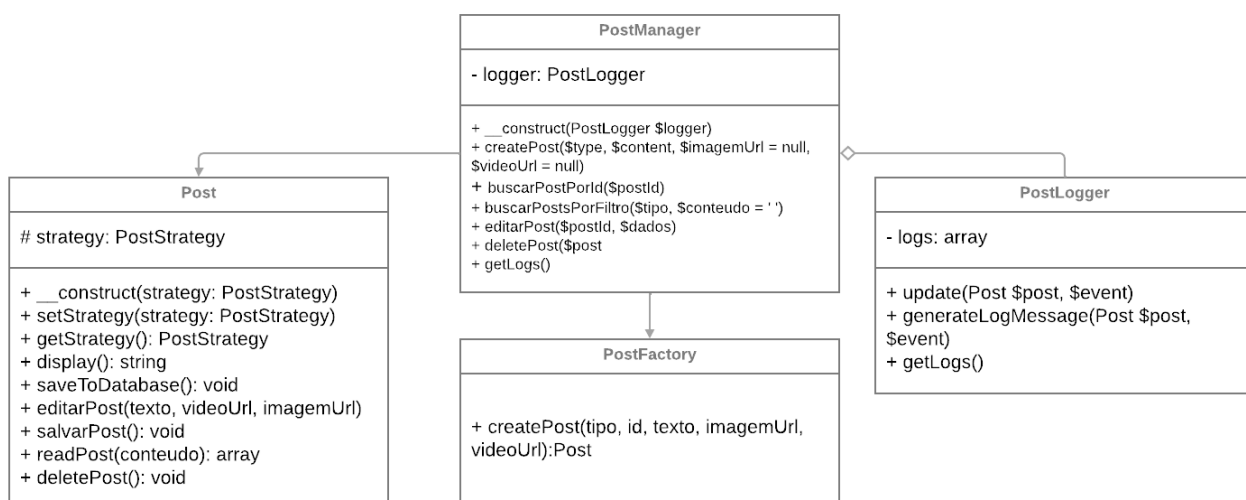 PostManager
- logger: PostLogger
+ __construct(PostLogger $logger)
+ createPost($type, $content, $imagemUrl = null,
$videoUrl = null)
+ buscarPostPorId($postId)
+ buscarPostsPorFiltro($tipo, $conteudo = ' ')
+ editarPost($postId, $dados)
+ deletePost($post
+ getLogs()
Post
# strategy: PostStrategy
+ __construct(strategy: PostStrategy)
+ setStrategy(strategy: PostStrategy)
+ getStrategy(): PostStrategy
+ display(): string
+ saveToDatabase(): void
+ editarPost(texto, videoUrl, imagemUrl)
+ salvarPost(): void
+ readPost(conteudo): array
+ deletePost(): void
PostFactory
+ createPost(tipo, id, texto, imagemUrl,
videoUrl):Post
PostLogger
- logs: array
+ update(Post $post, $event)
+ generateLogMessage(Post $post,
$event)
+ getLogs()